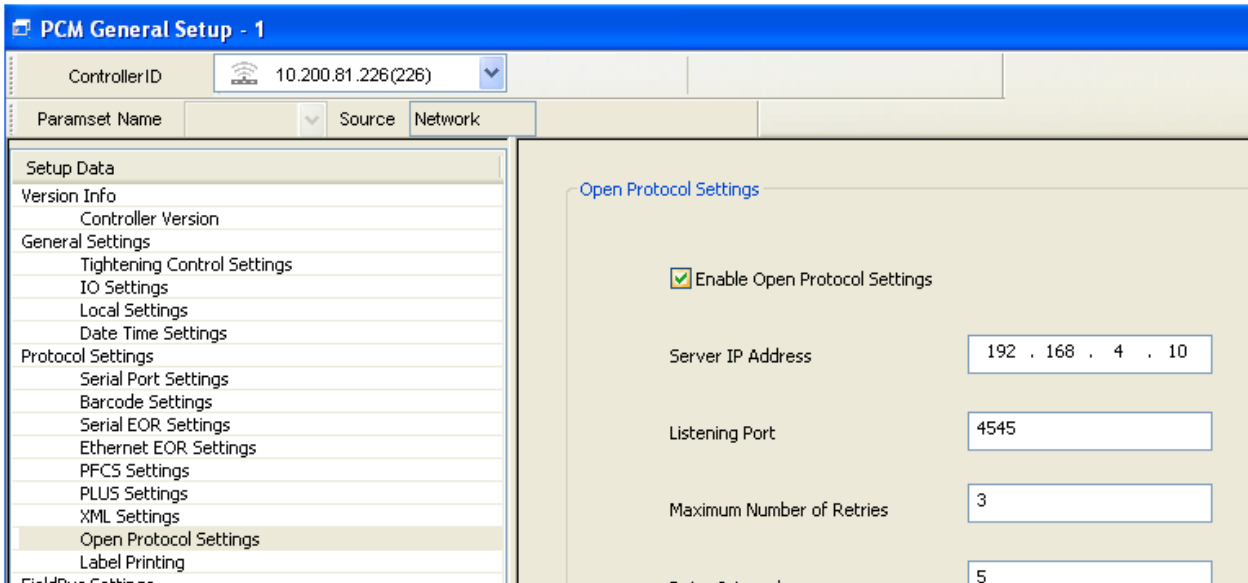 PCM General Setup - 1
ControllerID 10.200.81.226(226)
Paramset Name Source Network
Setup Data
Version Info
Controller Version
General Settings
Tightening Control Settings
IO Settings
Local Settings
Date Time Settings
Protocol Settings
Serial Port Settings
Barcode Settings
Serial EOR Settings
Ethernet EOR Settings
PFCS Settings
PLUS Settings
XML Settings
Open Protocol Settings
Label Printing
Open Protocol Settings
Enable Open Protocol Settings
Server IP Address 192 . 168 . 4 . 10
Listening Port 4545
Maximum Number of Retries 3
5